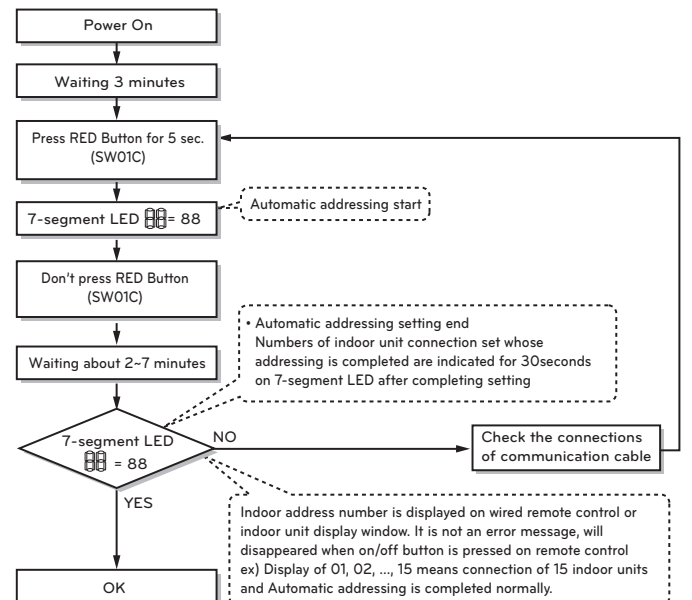 Power On
Waiting 3 minutes
Press RED Button for 5 sec.
(SW01C)
7-segment LED 88 = 88
Automatic addressing start
Don't press RED Button
(SW01C)
• Automatic addressing setting end
Numbers of indoor unit connection set whose
addressing is completed are indicated for 30seconds
on 7-segment LED after completing setting
Waiting about 2~7 minutes
7-segment LED
88 = 88
NO
Check the connections
of communication cable
YES
Indoor address number is displayed on wired remote control or
indoor unit display window. It is not an error message, will
disappeared when on/off button is pressed on remote control
ex) Display of 01, 02, ..., 15 means connection of 15 indoor units
and Automatic addressing is completed normally.
OK